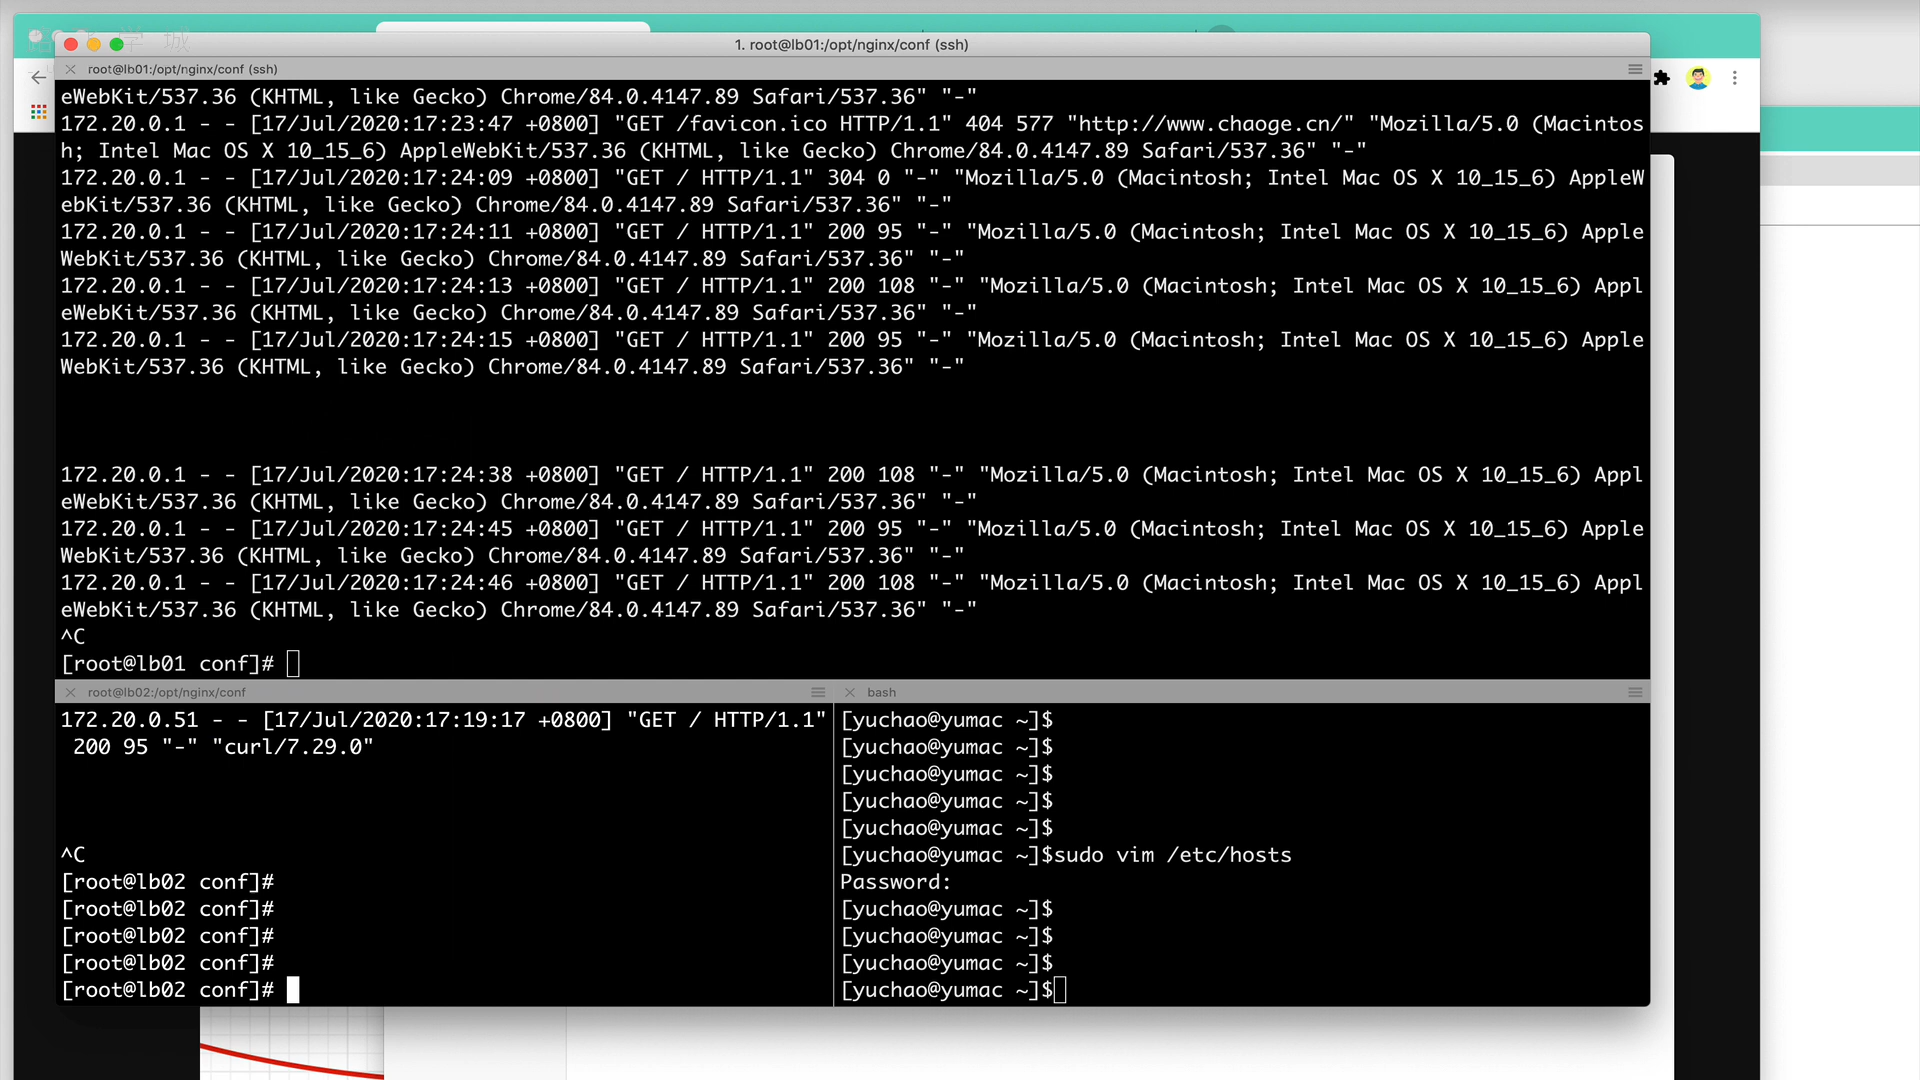 学 城
1. root@lb01:/opt/nginx/conf (ssh)
root@lb01:/opt/nginx/conf (ssh)
eWebKit/537.36 (KHTML, like Gecko) Chrome/84.0.4147.89 Safari/537.36" "-"
172.20.0.1 - - [17/Jul/2020:17:23:47 +0800] "GET /favicon.ico HTTP/1.1" 404 577 "http://www.chaoge.cn/" "Mozilla/5.0 (Macintos
h; Intel Mac OS X 10_15_6) AppleWebKit/537.36 (KHTML, like Gecko) Chrome/84.0.4147.89 Safari/537.36" "-"
172.20.0.1 - - [17/Jul/2020:17:24:09 +0800] "GET / HTTP/1.1" 304 0 "-" "Mozilla/5.0 (Macintosh; Intel Mac OS X 10_15_6) AppleW
ebKit/537.36 (KHTML, like Gecko) Chrome/84.0.4147.89 Safari/537.36" "-"
172.20.0.1 - - [17/Jul/2020:17:24:11 +0800] "GET / HTTP/1.1" 200 95 "-" "Mozilla/5.0 (Macintosh; Intel Mac OS X 10_15_6) Apple
WebKit/537.36 (KHTML, like Gecko) Chrome/84.0.4147.89 Safari/537.36" "-"
172.20.0.1 - - [17/Jul/2020:17:24:13 +0800] "GET / HTTP/1.1" 200 108 "-" "Mozilla/5.0 (Macintosh; Intel Mac OS X 10_15_6) Appl
eWebKit/537.36 (KHTML, like Gecko) Chrome/84.0.4147.89 Safari/537.36" "-"
172.20.0.1 - - [17/Jul/2020:17:24:15 +0800] "GET / HTTP/1.1" 200 95 "-" "Mozilla/5.0 (Macintosh; Intel Mac OS X 10_15_6) Apple
WebKit/537.36 (KHTML, like Gecko) Chrome/84.0.4147.89 Safari/537.36" "-"
172.20.0.1 - - [17/Jul/2020:17:24:38 +0800] "GET / HTTP/1.1" 200 108 "-" "Mozilla/5.0 (Macintosh; Intel Mac OS X 10_15_6) Appl
eWebKit/537.36 (KHTML, like Gecko) Chrome/84.0.4147.89 Safari/537.36" "-"
172.20.0.1 - - [17/Jul/2020:17:24:45 +0800] "GET / HTTP/1.1" 200 95 "-" "Mozilla/5.0 (Macintosh; Intel Mac OS X 10_15_6) Apple
WebKit/537.36 (KHTML, like Gecko) Chrome/84.0.4147.89 Safari/537.36" "-"
172.20.0.1 - - [17/Jul/2020:17:24:46 +0800] "GET / HTTP/1.1" 200 108 "-" "Mozilla/5.0 (Macintosh; Intel Mac OS X 10_15_6) Appl
eWebKit/537.36 (KHTML, like Gecko) Chrome/84.0.4147.89 Safari/537.36" "-"
^C
[root@lb01 conf]#
root@lb02:/opt/nginx/conf
172.20.0.51 - - [17/Jul/2020:17:19:17 +0800] "GET / HTTP/1.1"
200 95 "-" "curl/7.29.0"
^C
[root@lb02 conf]#
[root@lb02 conf]#
[root@lb02 conf]#
[root@lb02 conf]#
[root@lb02 conf]#
bash
[yuchao@yumac ~]$
[yuchao@yumac ~]$
[yuchao@yumac ~]$
[yuchao@yumac ~]$
[yuchao@yumac ~]$
[yuchao@yumac ~]$sudo vim /etc/hosts
Password:
[yuchao@yumac ~]$
[yuchao@yumac ~]$
[yuchao@yumac ~]$
[yuchao@yumac ~]$